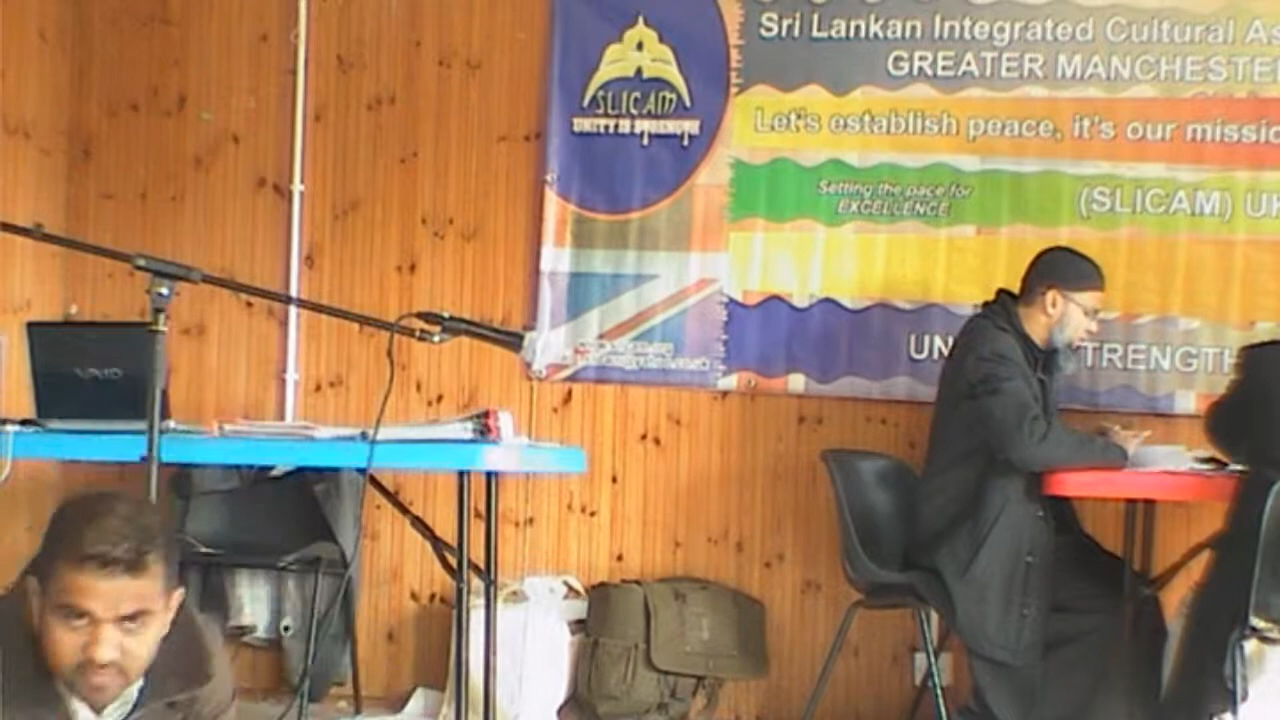 SLICAM
UNITY IS STRENGTH
Sri Lankan Integrated Cultural As
GREATER MANCHESTE
Let's establish peace, it's our missio
Setting the pace for
EXCELLENCE
(SLICAM) UK
UN TRENGTH
VAIO